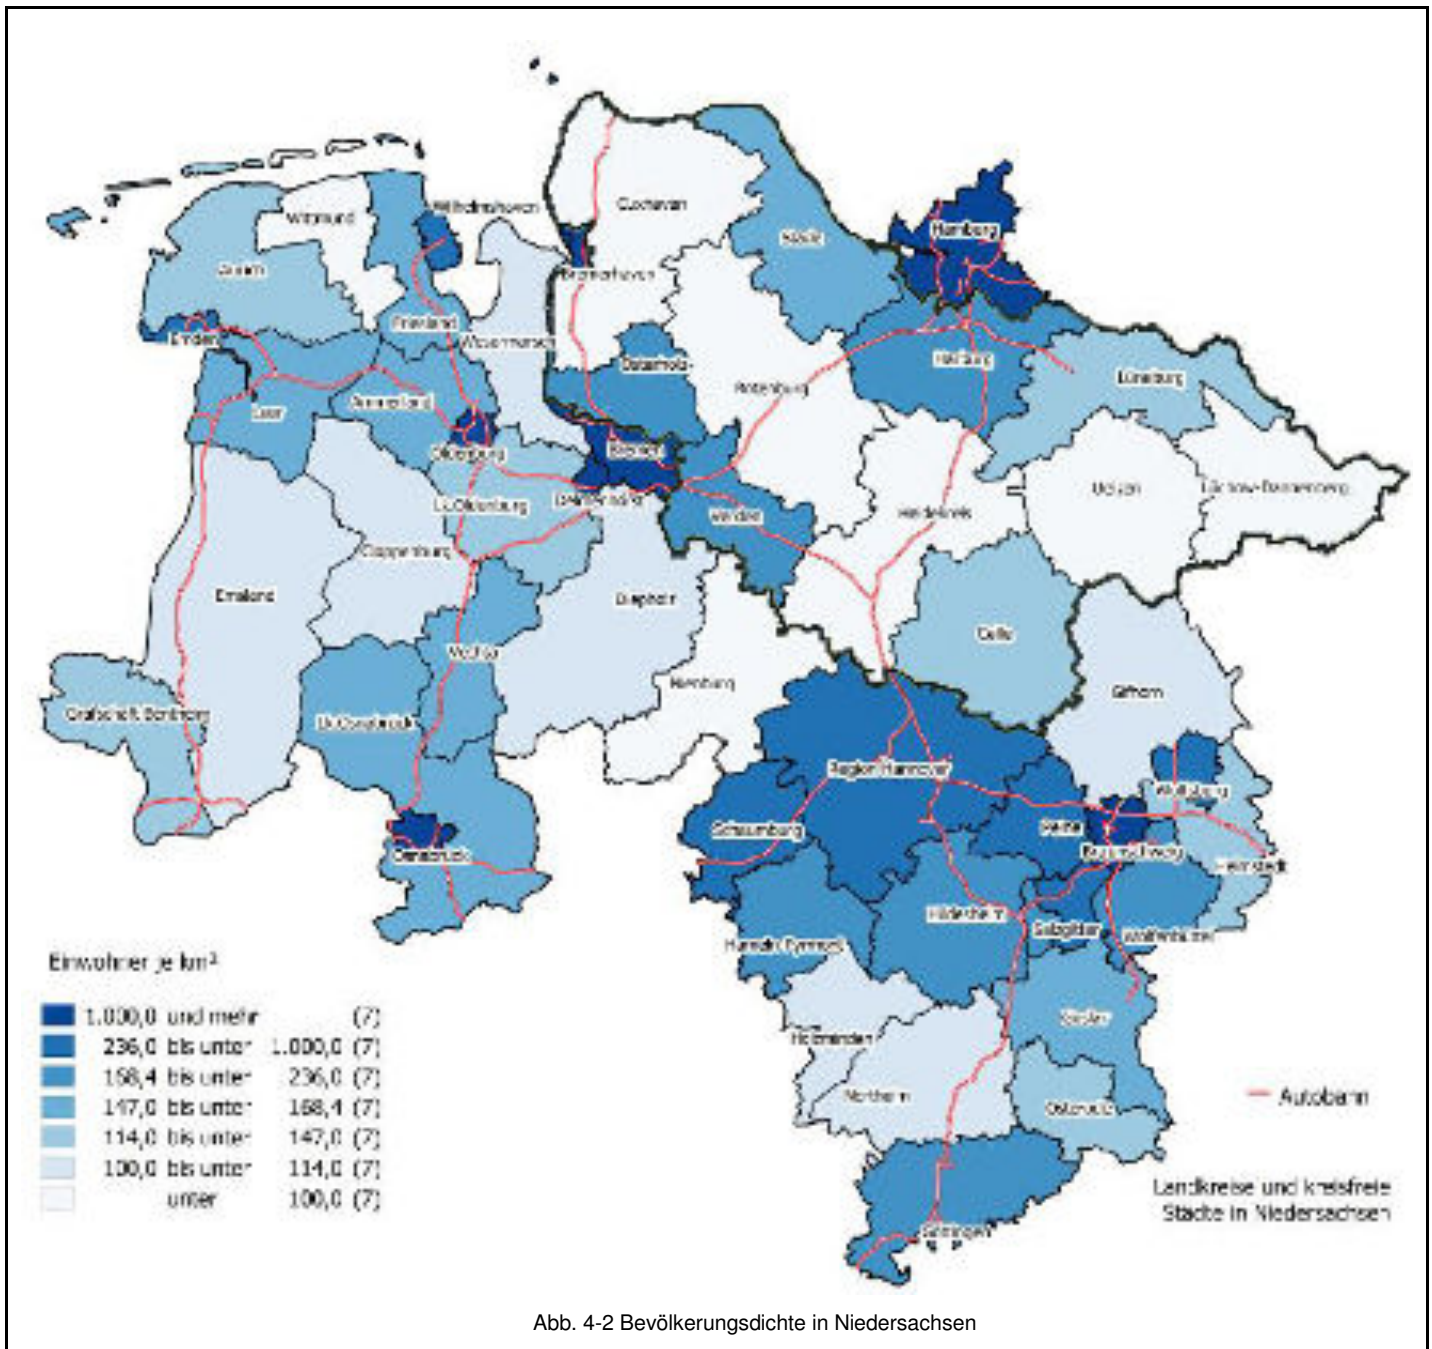 Wittmund
Wilhelmshaven
Cuxhaven
Hamburg
Stade
Aurich
Bremerhaven
Emden
Friesland
Wesermarsch
Osterholz
Harburg
Lüneburg
Rotenburg
Leer
Ammerland
Oldenburg
Bremen
Uelzen
Lüchow-Dannenberg
Delmenhorst
Lk.Oldenburg
Verden
Heidekreis
Cloppenburg
Emsland
Diepholz
Celle
Vechta
Nienburg
Gifhorn
Grafschaft Bentheim
Lk.Osnabrück
Region Hannover
Wolfsburg
Schaumburg
Peine
Braunschweig
Osnabrück
Helmstedt
Hildesheim
Salzgitter
Wolfenbüttel
Hameln-Pyrmont
Goslar
Holzminden
Northeim
Osterode
Göttingen
Einwohner je km²
1.000,0 und mehr (7)
236,0 bis unter 1.000,0 (7)
168,4 bis unter 236,0 (7)
147,0 bis unter 168,4 (7)
114,0 bis unter 147,0 (7)
100,0 bis unter 114,0 (7)
unter 100,0 (7)
Autobahn
Landkreise und kreisfreie
Städte in Niedersachsen
Abb. 4-2 Bevölkerungsdichte in Niedersachsen